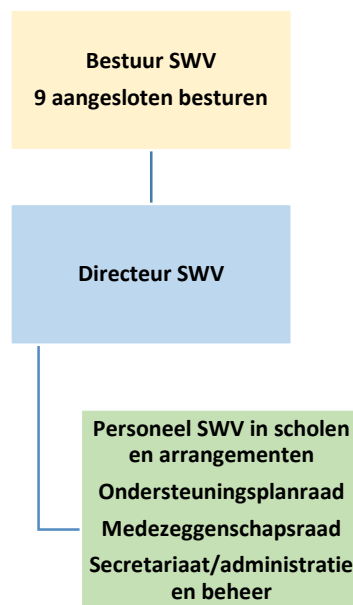 Bestuur SWV
9 aangesloten besturen
Directeur SWV
Personeel SWV in scholen
en arrangementen
Ondersteuningsplanraad
Medezeggenschapsraad
Secretariaat/administratie
en beheer